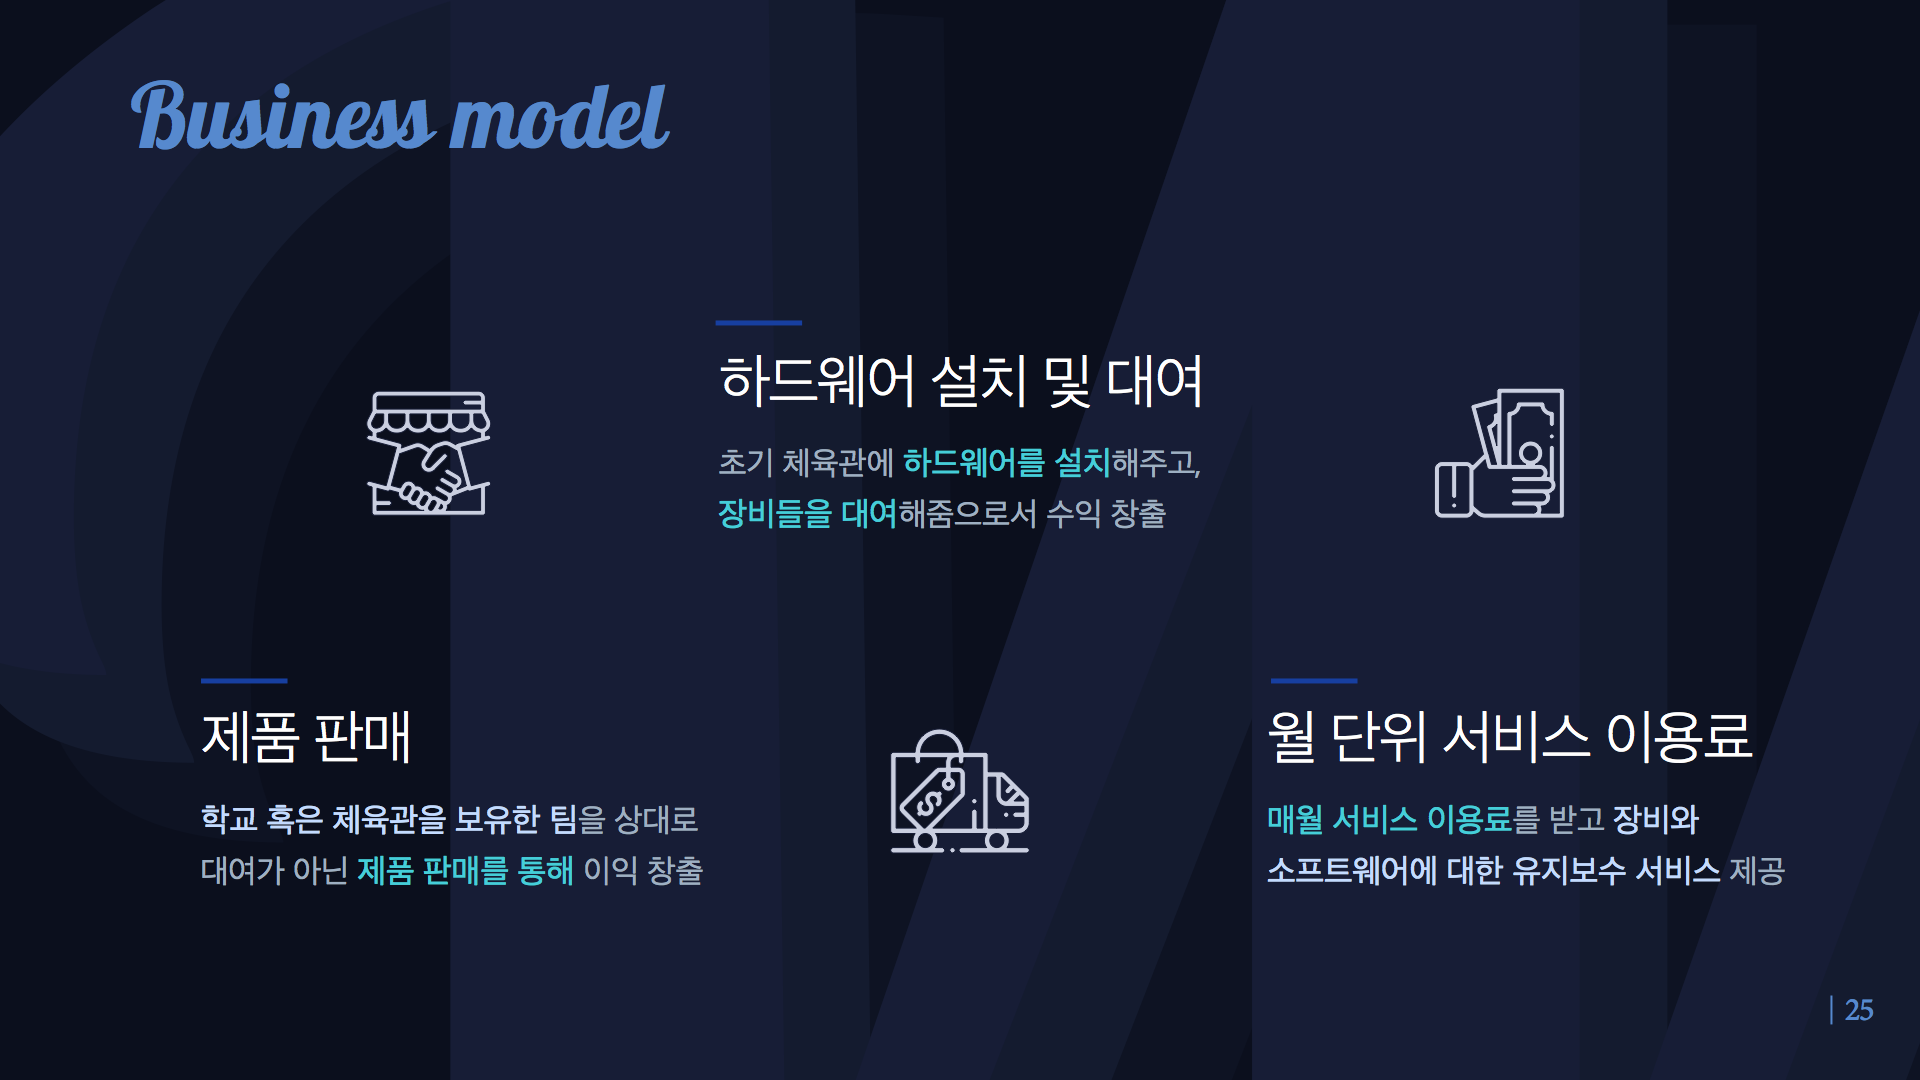 Business model
하드웨어 설치 및 대여
초기 체육관에 하드웨어를 설치해주고,
장비들을 대여해줌으로서 수익 창출
제품 판매
학교 혹은 체육관을 보유한 팀을 상대로
대여가 아닌 제품 판매를 통해 이익 창출
월 단위 서비스 이용료
매월 서비스 이용료를 받고 장비와
소프트웨어에 대한 유지보수 서비스 제공
| 25